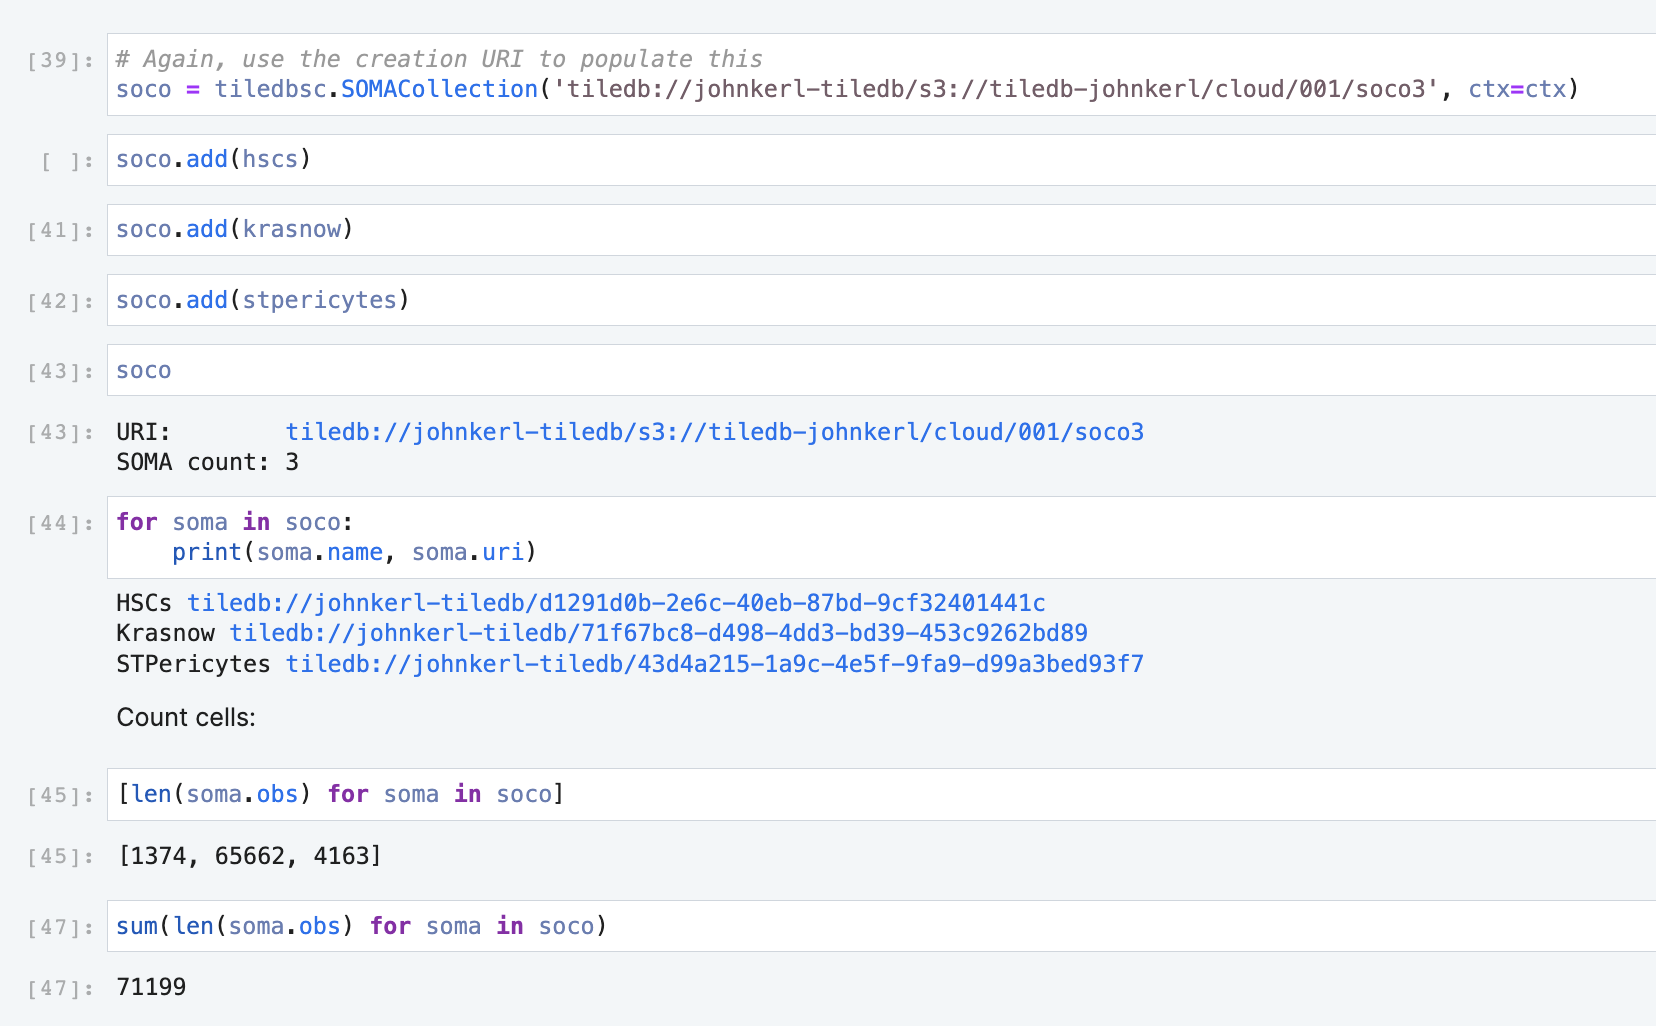 [39]: # Again, use the creation URI to populate this
soco = tiledbsc.SOMACollection('tiledb://johnkerl-tiledb/s3://tiledb-johnkerl/cloud/001/soco3', ctx=ctx)
[ ]: soco.add(hscs)
[41]: soco.add(krasnow)
[42]: soco.add(stpericytes)
[43]: soco
[43]: URI:        tiledb://johnkerl-tiledb/s3://tiledb-johnkerl/cloud/001/soco3
SOMA count: 3
[44]: for soma in soco:
    print(soma.name, soma.uri)
HSCs tiledb://johnkerl-tiledb/d1291d0b-2e6c-40eb-87bd-9cf32401441c
Krasnow tiledb://johnkerl-tiledb/71f67bc8-d498-4dd3-bd39-453c9262bd89
STPericytes tiledb://johnkerl-tiledb/43d4a215-1a9c-4e5f-9fa9-d99a3bed93f7
Count cells:
[45]: [len(soma.obs) for soma in soco]
[45]: [1374, 65662, 4163]
[47]: sum(len(soma.obs) for soma in soco)
[47]: 71199